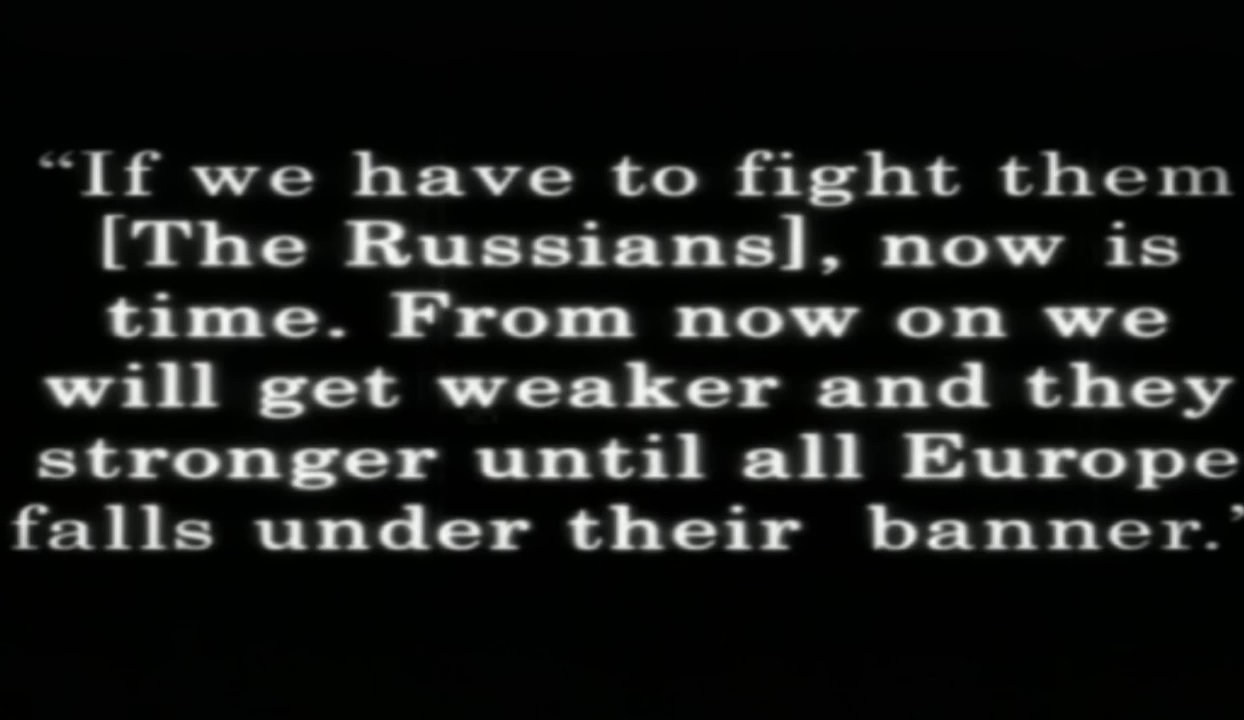 “If we have to fight them
[The Russians], now is
time. From now on we
will get weaker and they
stronger until all Europe
falls under their banner.’